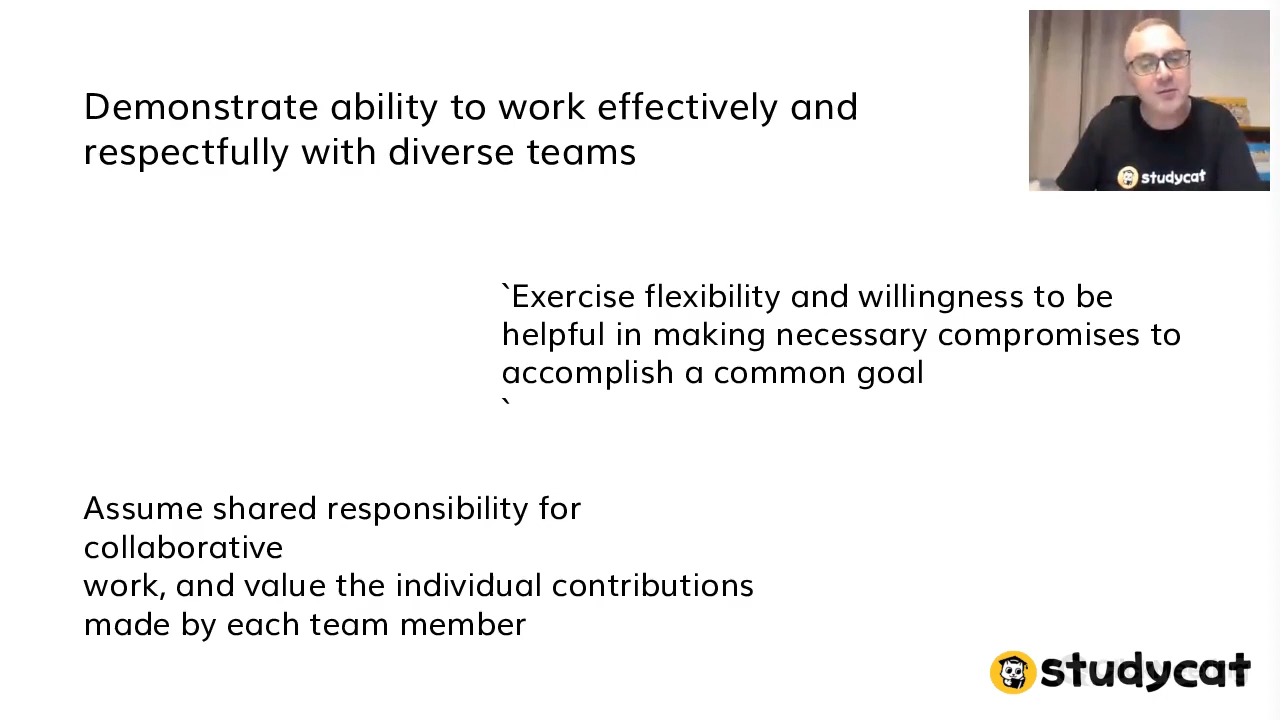 Demonstrate ability to work effectively and
respectfully with diverse teams
studycat
`Exercise flexibility and willingness to be
helpful in making necessary compromises to
accomplish a common goal
`
Assume shared responsibility for
collaborative
work, and value the individual contributions
made by each team member
studycat